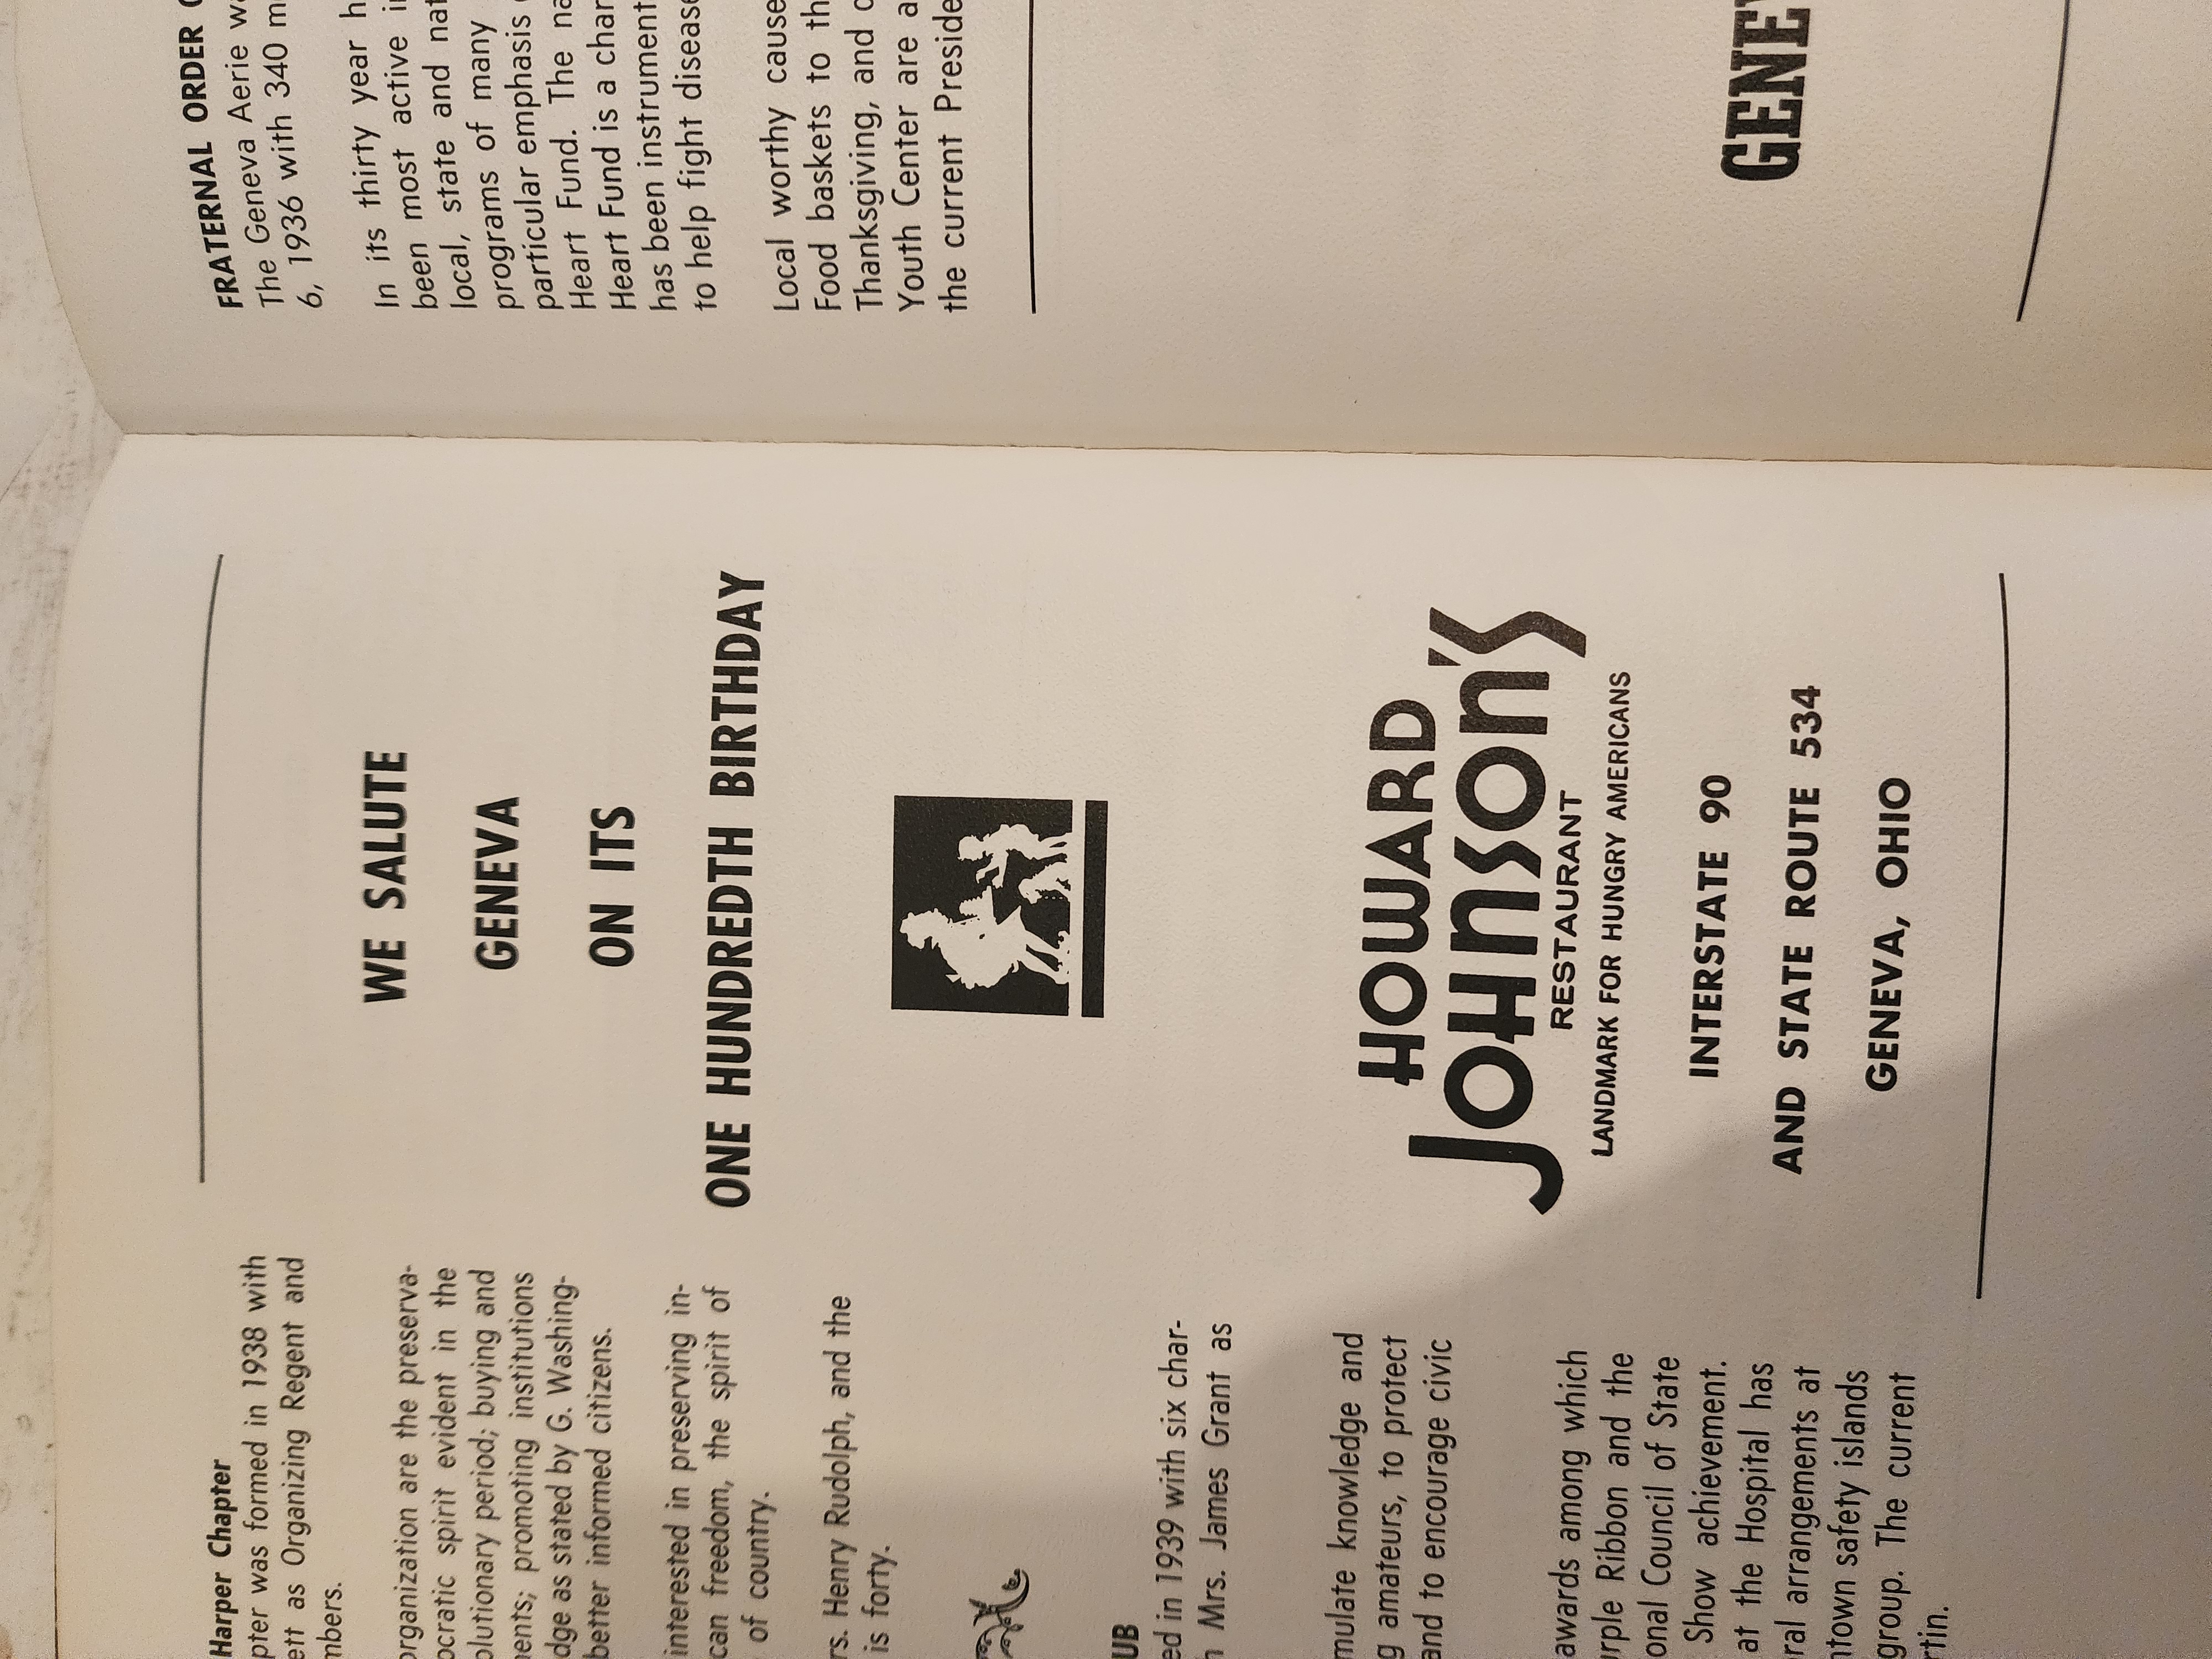 Harper Chapter
pter was formed in 1938 with
ett as Organizing Regent and
mbers.
organization are the preserva-
ocratic spirit evident in the
olutionary period; buying and
ents; promoting institutions
dge as stated by G. Washing-
better informed citizens.
interested in preserving in-
can freedom, the spirit of
of country.
rs. Henry Rudolph, and the
is forty.
UB
ed in 1939 with six char-
Mrs. James Grant as
mulate knowledge and
g amateurs, to protect
and to encourage civic
awards among which
rple Ribbon and the
onal Council of State
Show achievement.
at the Hospital has
ral arrangements at
ntown safety islands
group. The current
rtin.
WE SALUTE
GENEVA
ON ITS
ONE HUNDREDTH BIRTHDAY
HOWARD
JOHNSON'S
RESTAURANT
LANDMARK FOR HUNGRY AMERICANS
INTERSTATE 90
AND STATE ROUTE 534
GENEVA, OHIO
FRATERNAL ORDER
The Geneva Aerie w
6, 1936 with 340 m
In its thirty year h
been most active i
local, state and nat
programs of many
particular emphasis
Heart Fund. The na
Heart Fund is a char
has been instrument
to help fight disease
Local worthy cause
Food baskets to th
Thanksgiving, and
Youth Center are a
the current Preside
GENE